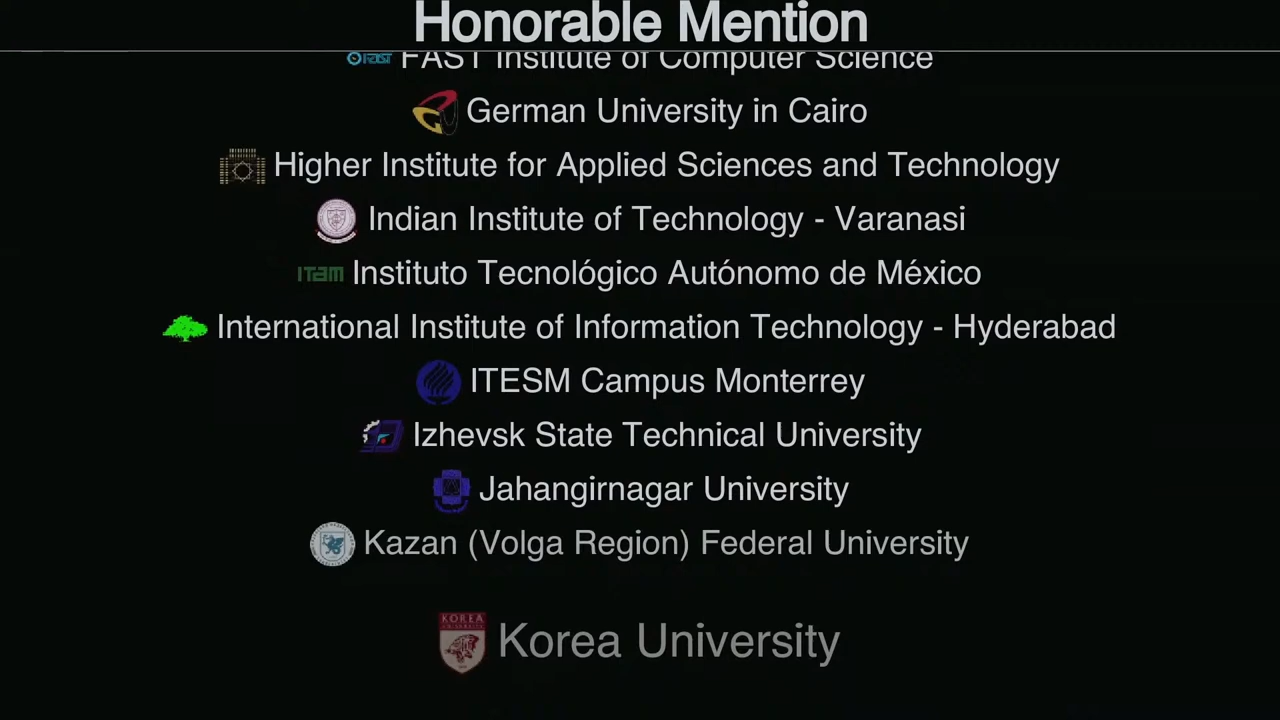 Honorable Mention
FAST Institute of Computer Science
German University in Cairo
Higher Institute for Applied Sciences and Technology
Indian Institute of Technology - Varanasi
ITAM Instituto Tecnológico Autónomo de México
International Institute of Information Technology - Hyderabad
ITESM Campus Monterrey
Izhevsk State Technical University
Jahangirnagar University
Kazan (Volga Region) Federal University
KOREA
Korea University